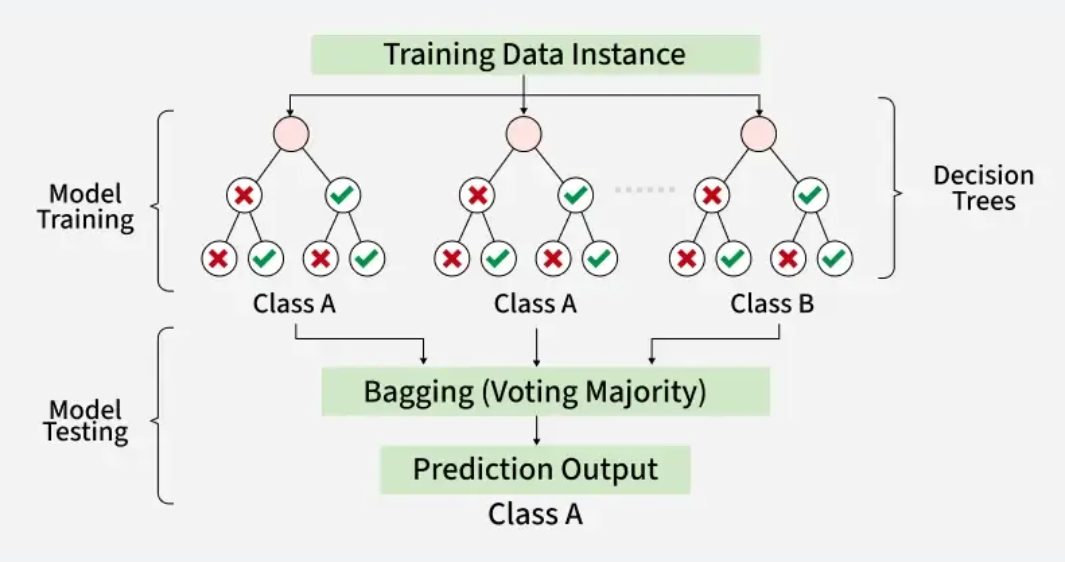 Training Data Instance
Model
Training
Decision
Trees
Class A
Class A
Class B
Model
Testing
Bagging (Voting Majority)
Prediction Output
Class A